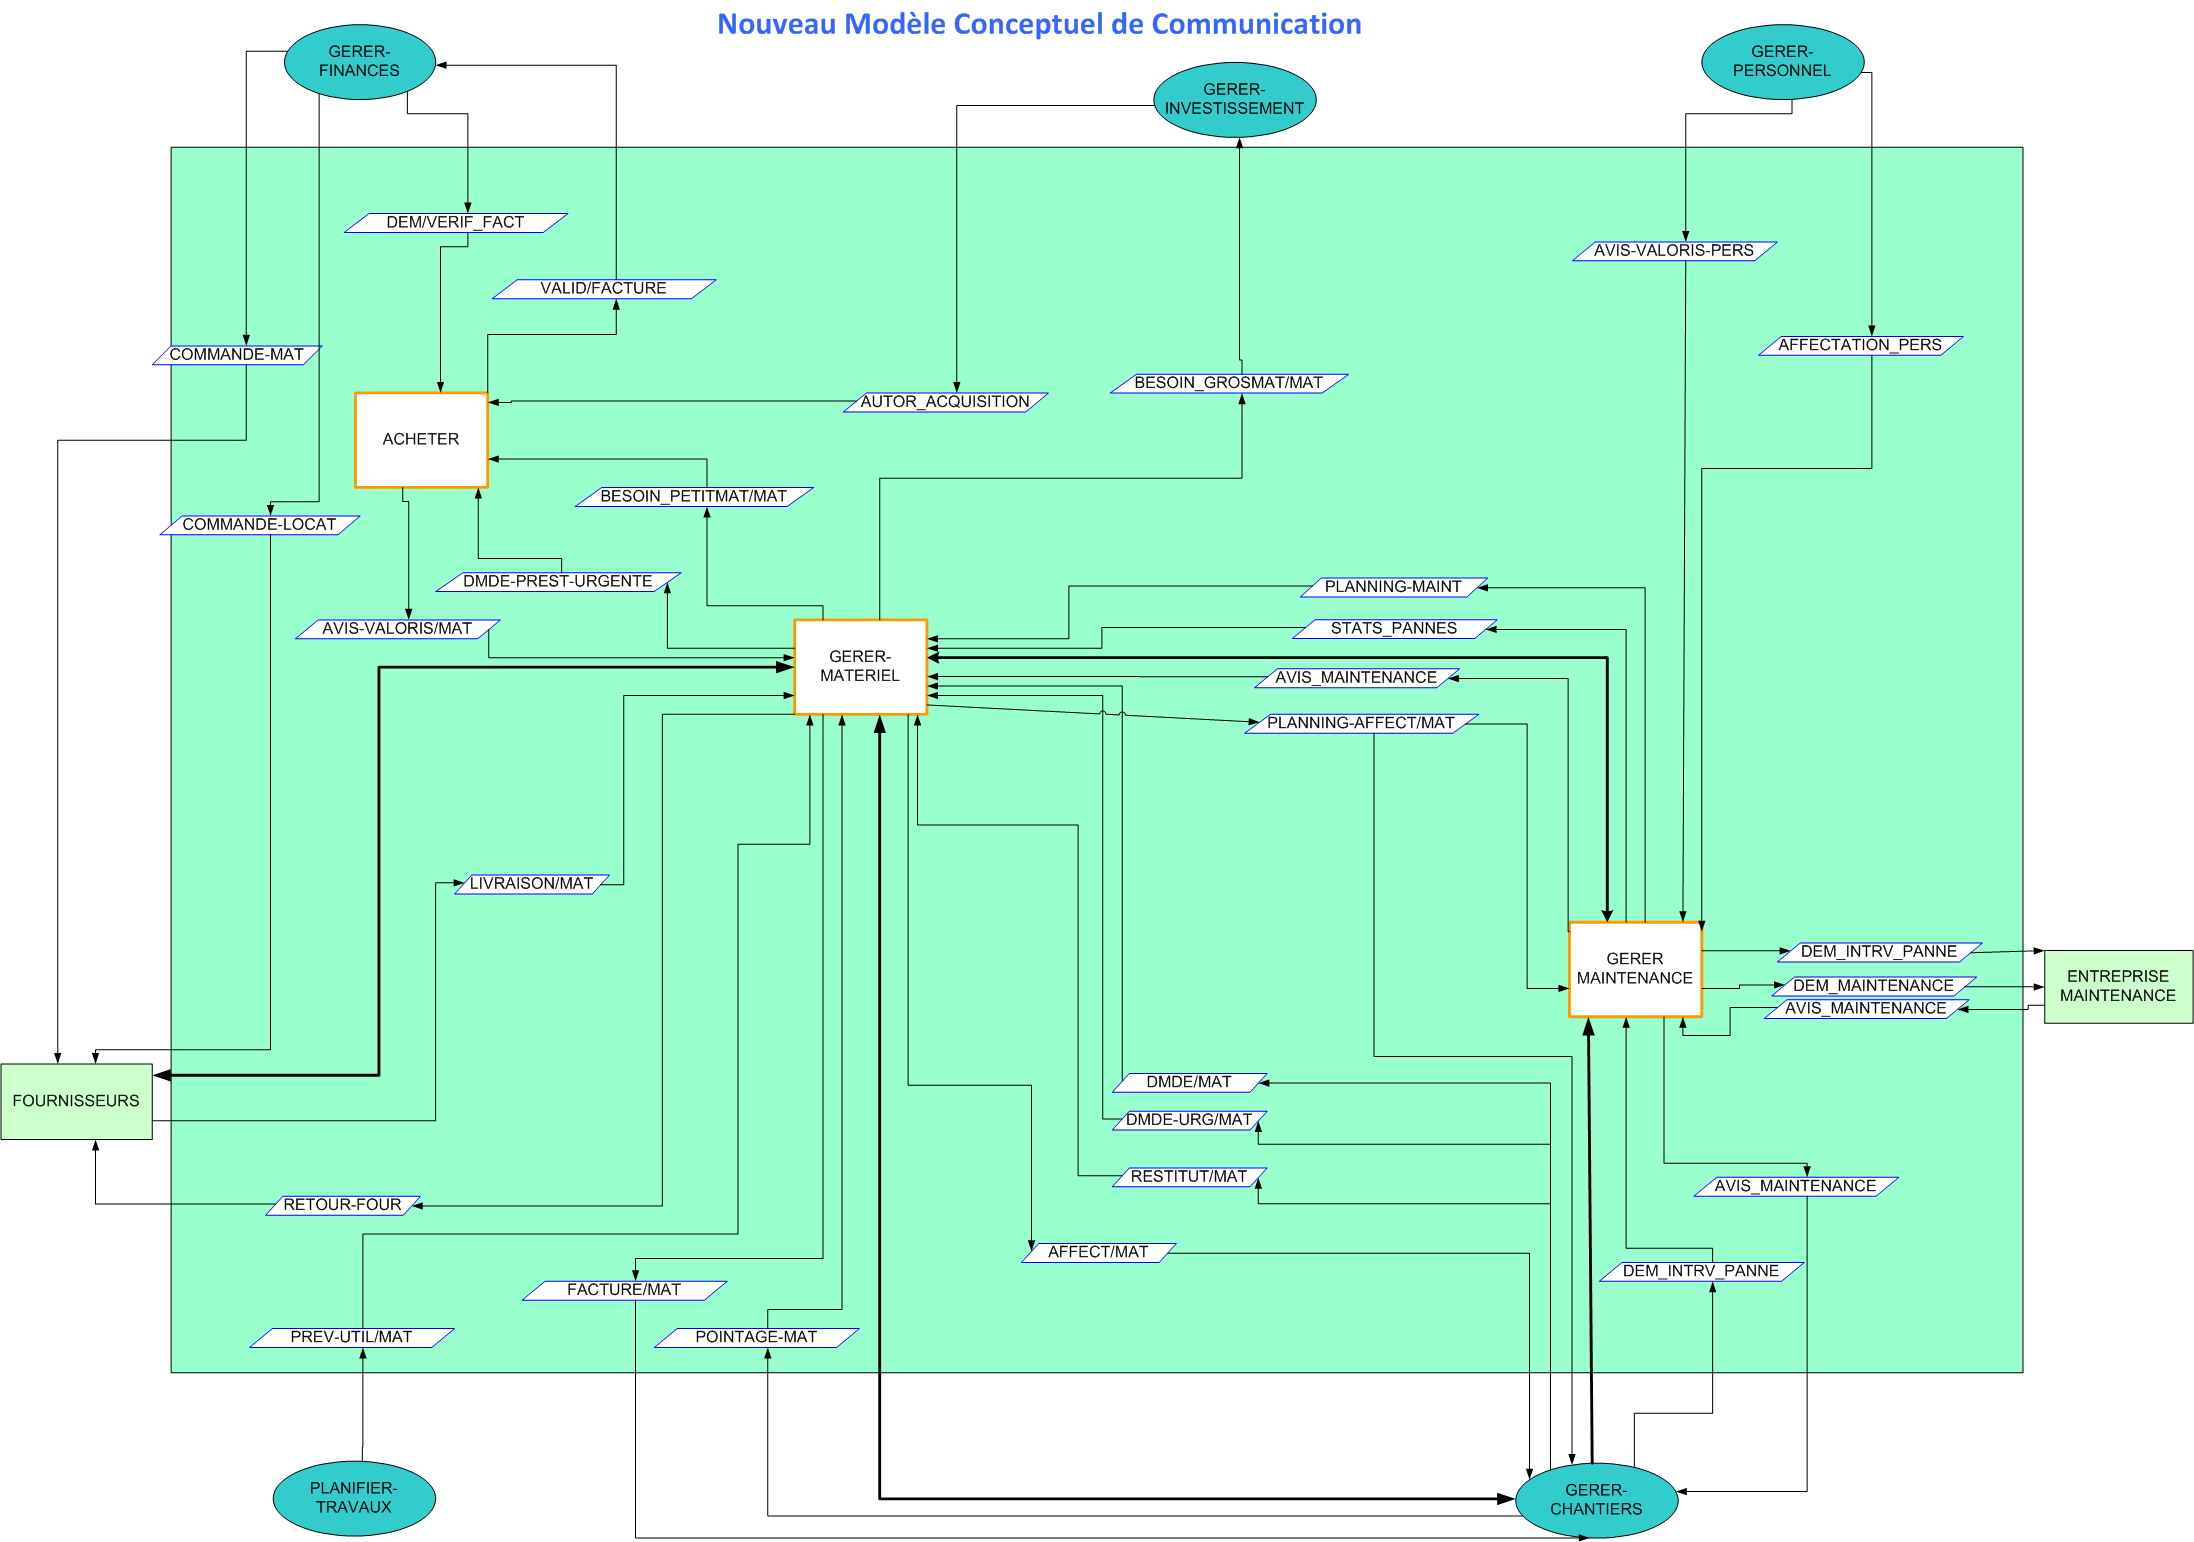 Nouveau Modèle Conceptuel de Communication
GERER-
FINANCES
GERER-
INVESTISSEMENT
GERER-
PERSONNEL
DEM/VERIF_FACT
AVIS-VALORIS-PERS
VALID/FACTURE
COMMANDE-MAT
AFFECTATION_PERS
BESOIN_GROSMAT/MAT
AUTOR_ACQUISITION
ACHETER
BESOIN_PETITMAT/MAT
COMMANDE-LOCAT
DMDE-PREST-URGENTE
PLANNING-MAINT
AVIS-VALORIS/MAT
STATS_PANNES
GERER-
MATERIEL
AVIS_MAINTENANCE
PLANNING-AFFECT/MAT
LIVRAISON/MAT
GERER
MAINTENANCE
DEM_INTRV_PANNE
DEM_MAINTENANCE
AVIS_MAINTENANCE
ENTREPRISE
MAINTENANCE
FOURNISSEURS
DMDE/MAT
DMDE-URG/MAT
RESTITUT/MAT
AVIS_MAINTENANCE
RETOUR-FOUR
AFFECT/MAT
DEM_INTRV_PANNE
FACTURE/MAT
PREV-UTIL/MAT
POINTAGE-MAT
PLANIFIER-
TRAVAUX
GERER-
CHANTIERS